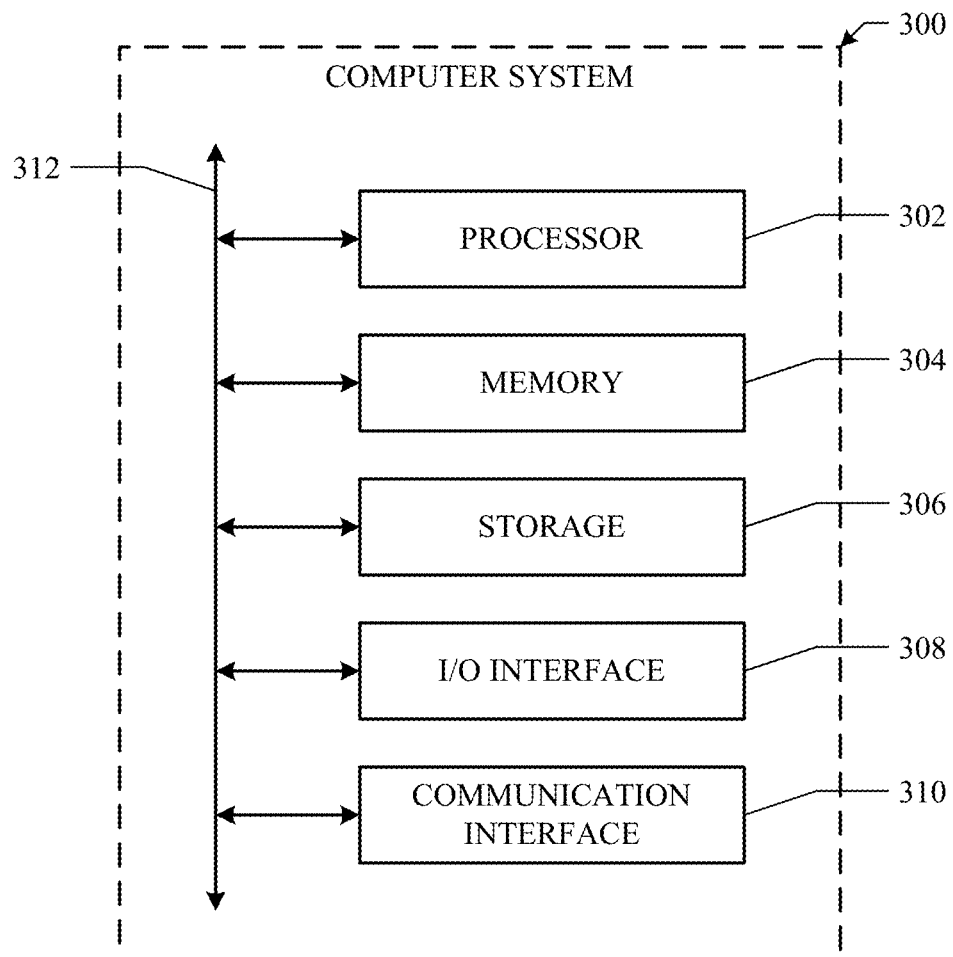 300
COMPUTER SYSTEM
312
PROCESSOR
302
MEMORY
304
STORAGE
306
I/O INTERFACE
308
COMMUNICATION
INTERFACE
310